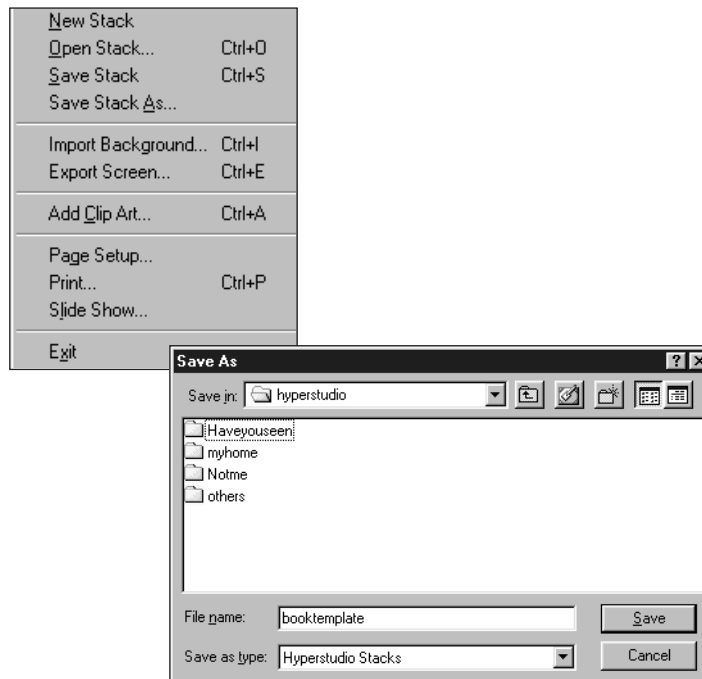 New Stack
Open Stack... Ctrl+O
Save Stack Ctrl+S
Save Stack As...
Import Background... Ctrl+I
Export Screen... Ctrl+E
Add Clip Art... Ctrl+A
Page Setup...
Print... Ctrl+P
Slide Show...
Exit
Save As
Save in: hyperstudio
Haveyouseen
myhome
Notme
others
File name: booktemplate Save
Save as type: Hyperstudio Stacks Cancel